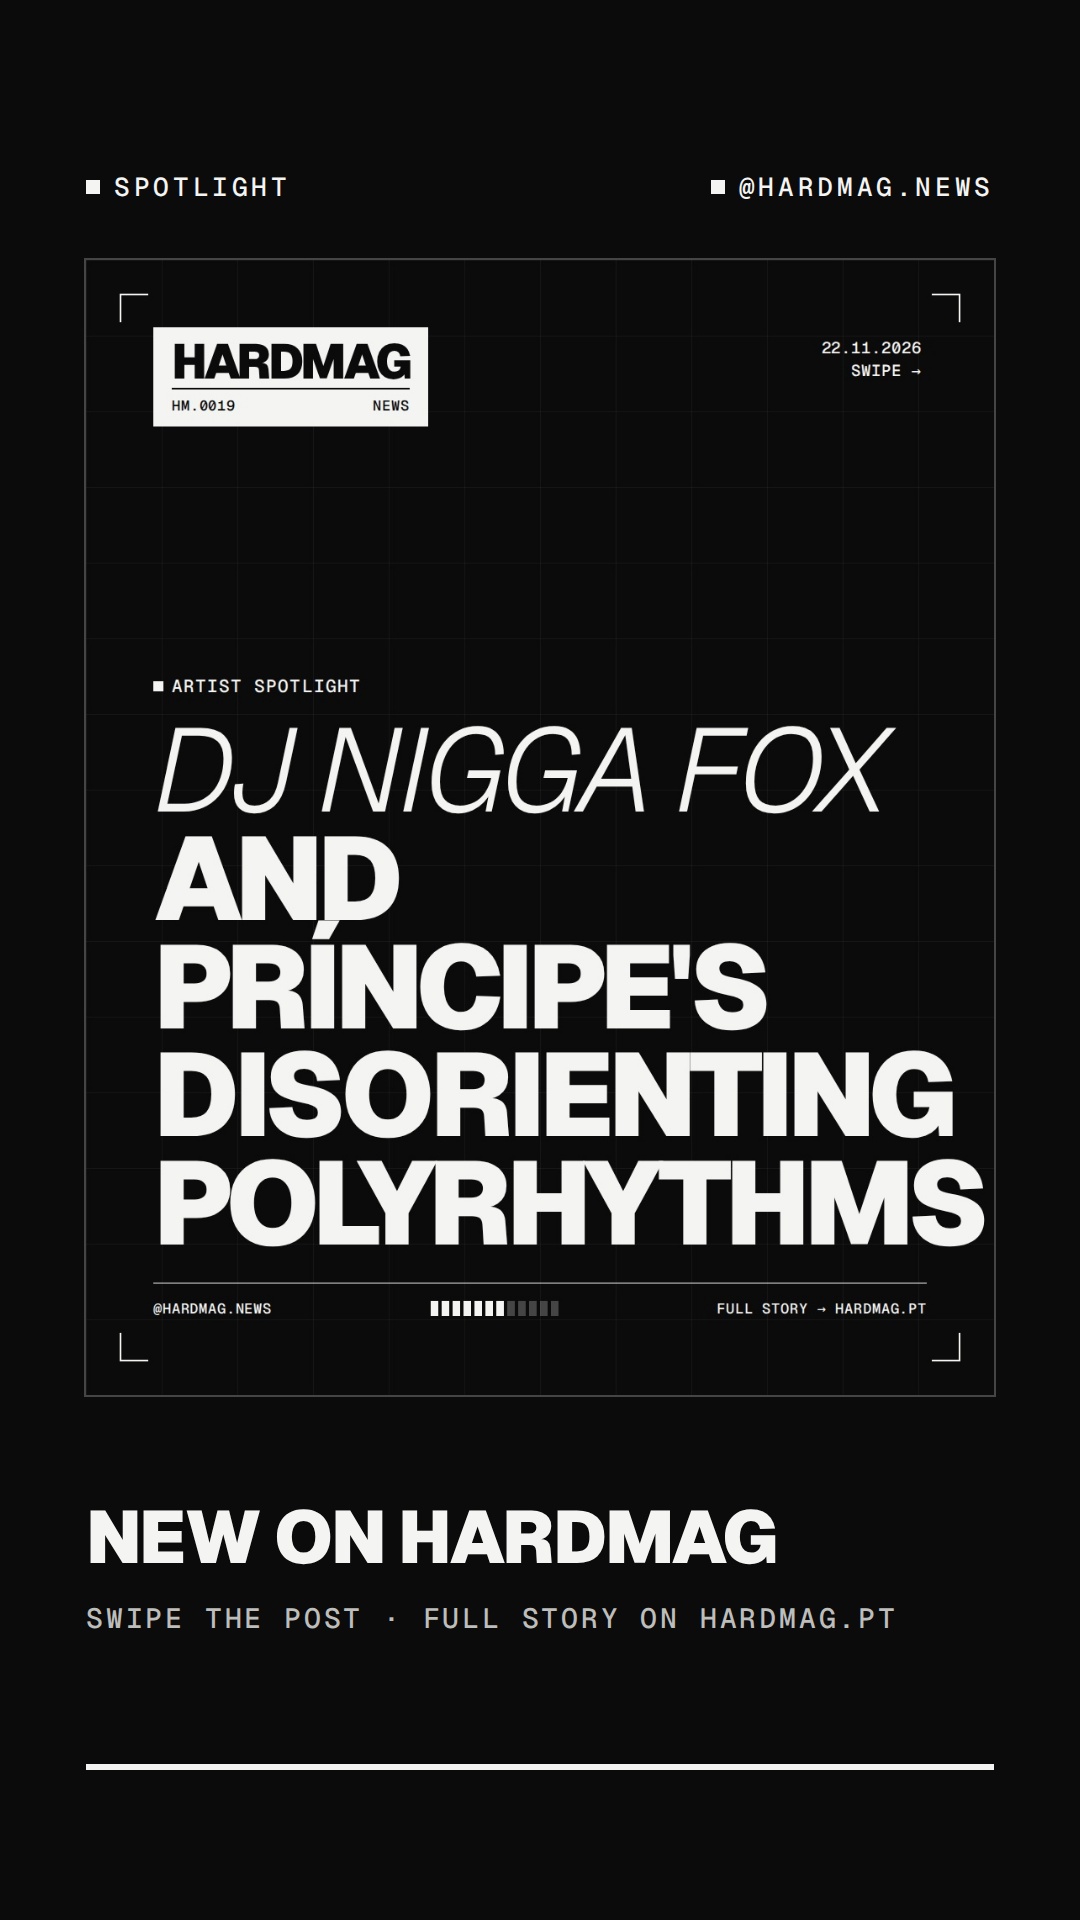 SPOTLIGHT
@HARDMAG.NEWS
HARDMAG
HM.0019 NEWS
22.11.2026
SWIPE →
ARTIST SPOTLIGHT
DJ NIGGA FOX
AND
PRÍNCIPE'S
DISORIENTING
POLYRHYTHMS
@HARDMAG.NEWS
FULL STORY → HARDMAG.PT
NEW ON HARDMAG
SWIPE THE POST · FULL STORY ON HARDMAG.PT